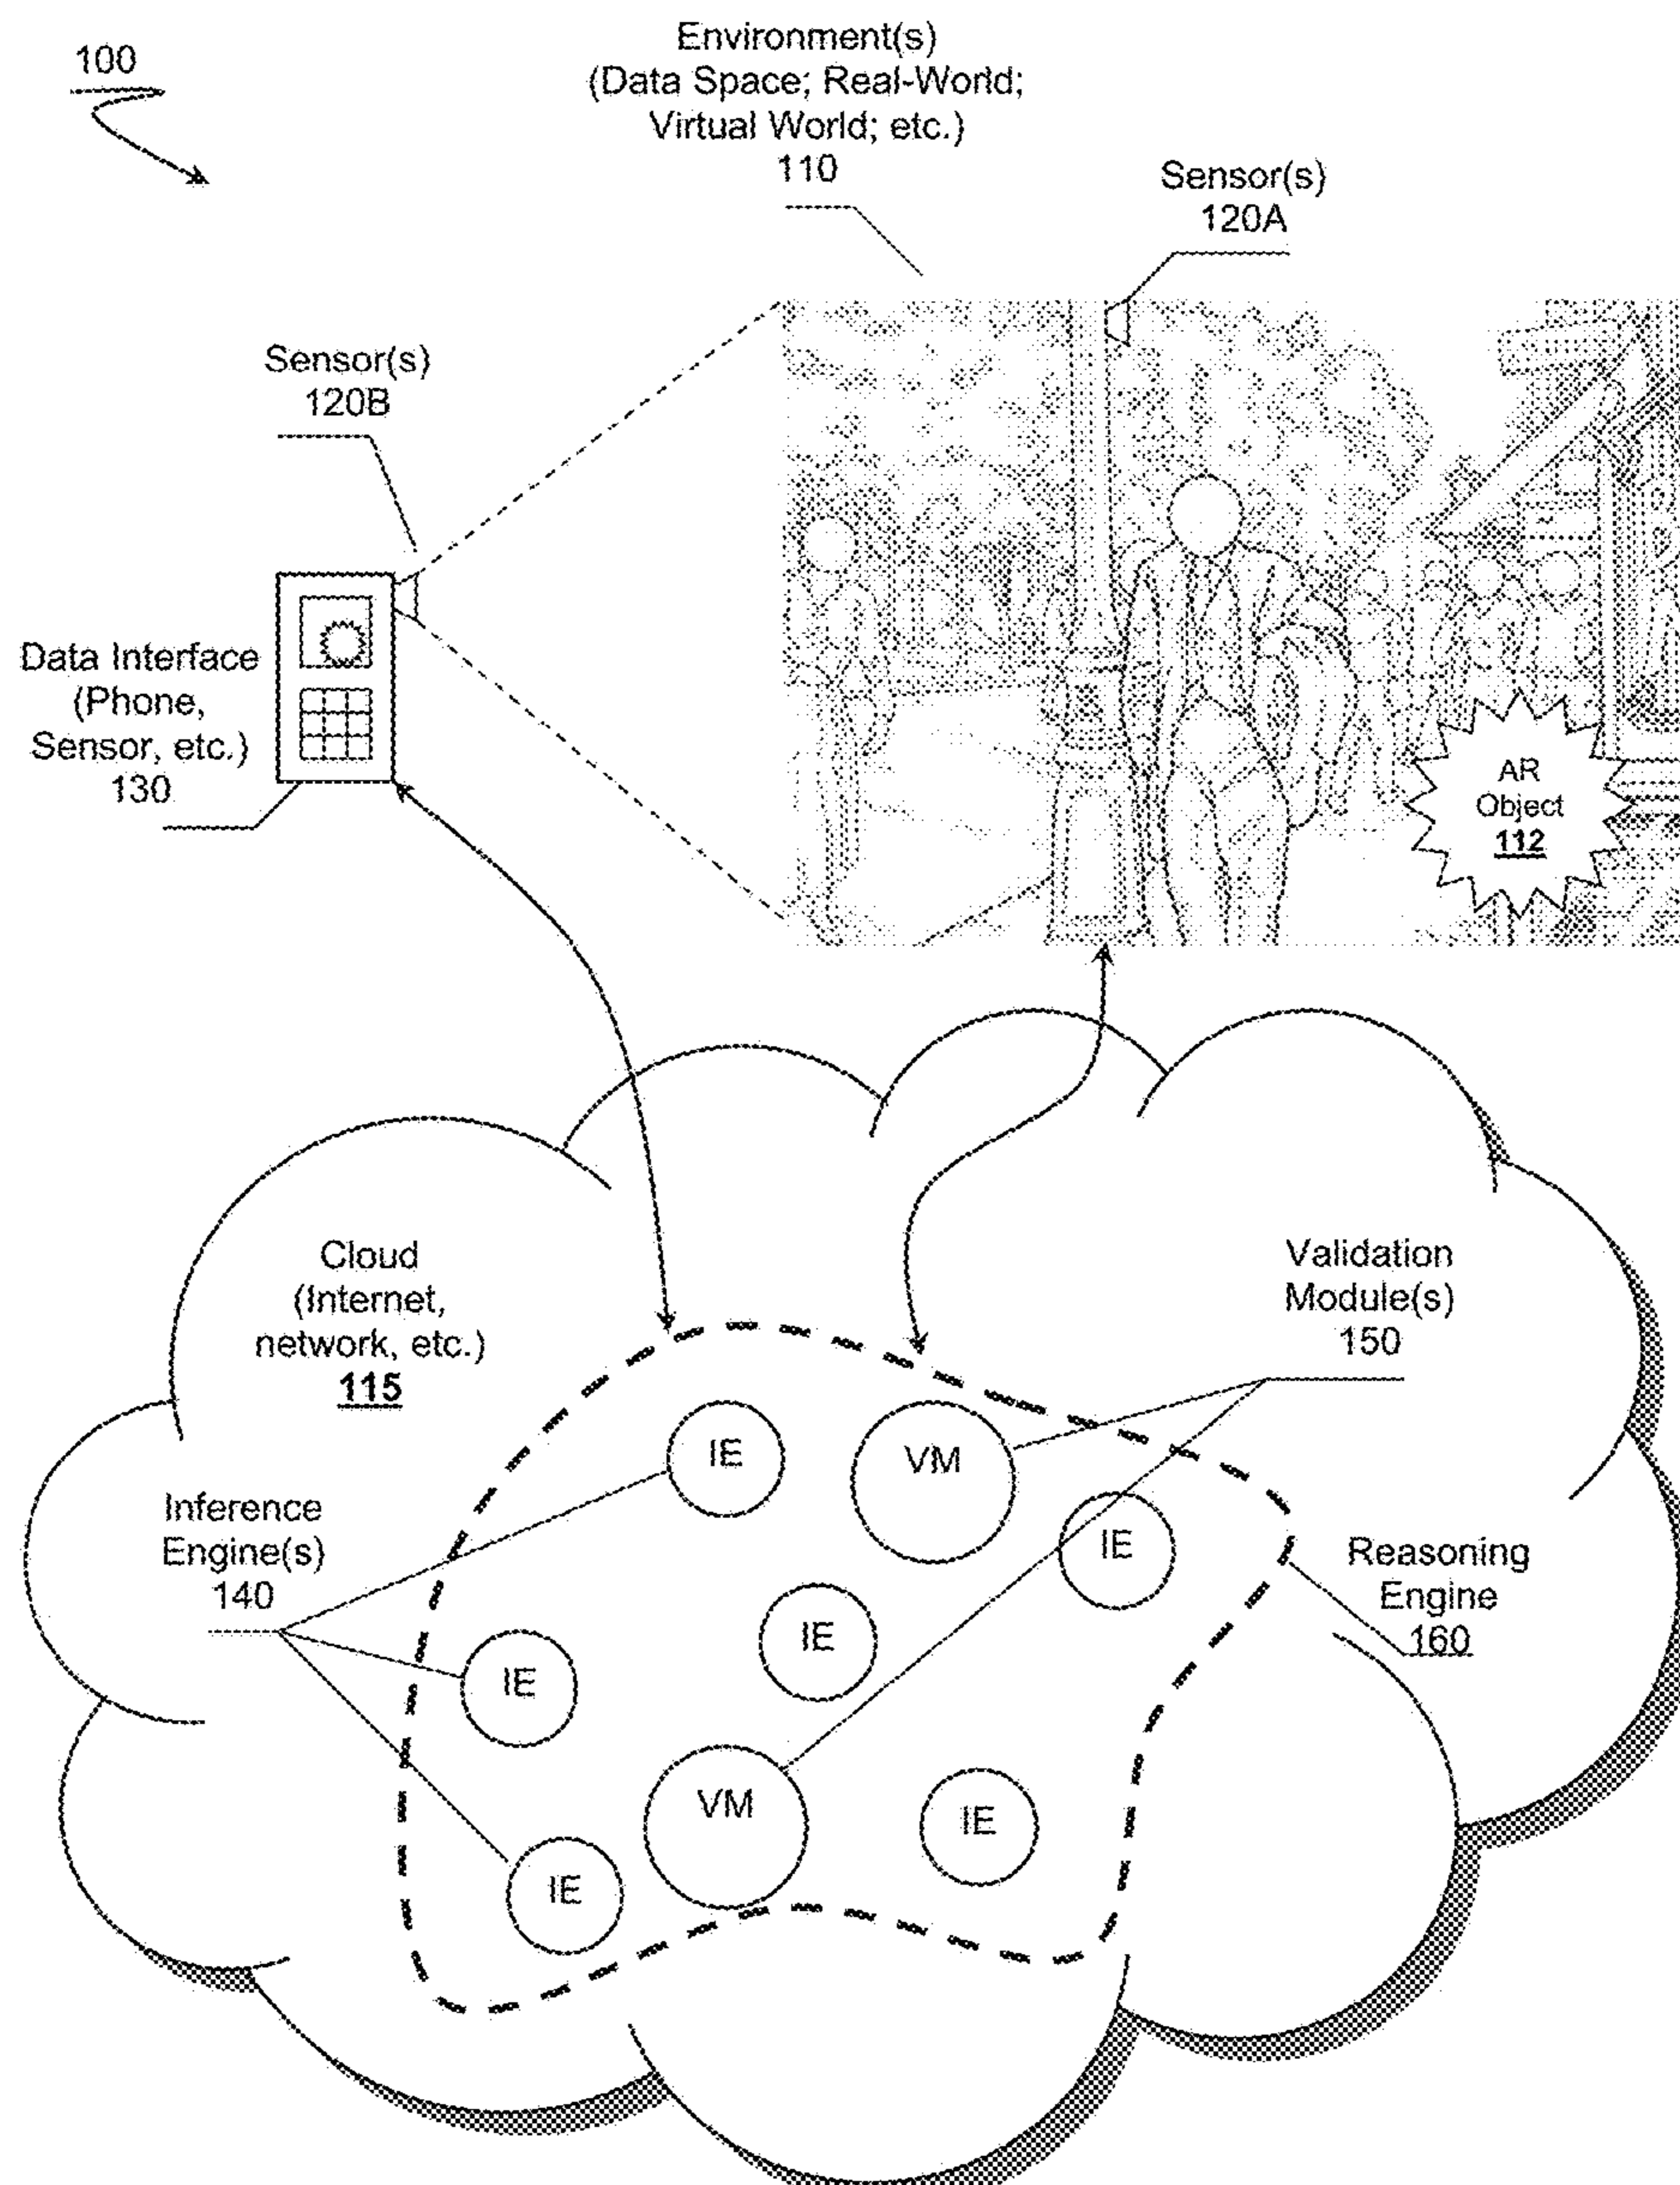 100
Environment(s)
(Data Space; Real-World;
Virtual World; etc.)
110
Sensor(s)
120A
Sensor(s)
120B
Data Interface
(Phone,
Sensor, etc.)
130
AR
Object
112
Cloud
(Internet,
network, etc.)
115
Validation
Module(s)
150
IE
VM
Inference
Engine(s)
140
IE
Reasoning
Engine
160
IE
IE
VM
IE
IE